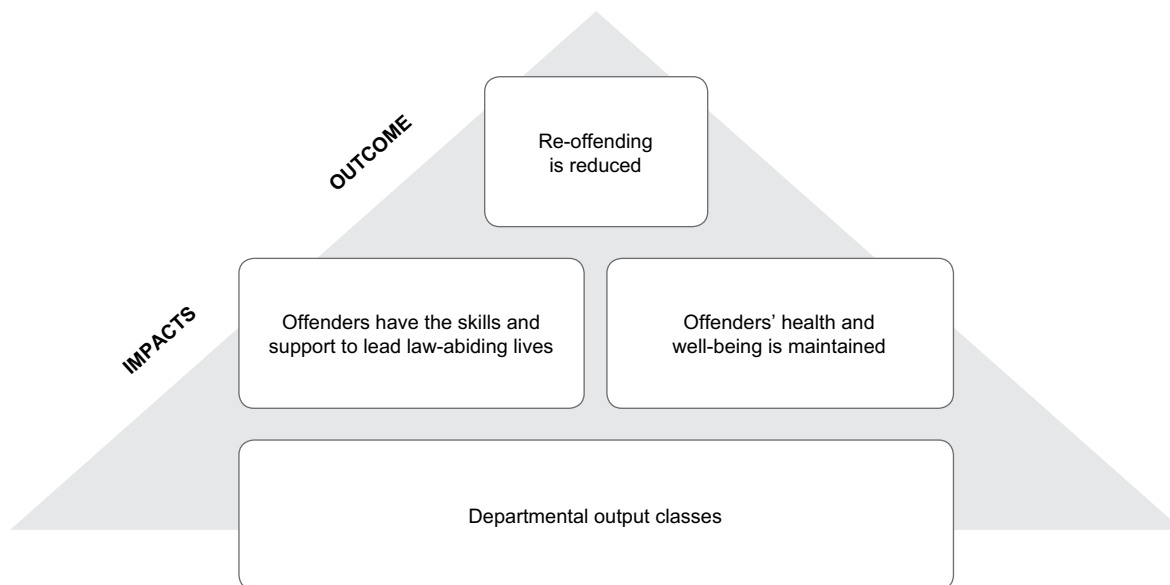 OUTCOME
Re-offending
is reduced
IMPACTS
Offenders have the skills and
support to lead law-abiding lives
Offenders’ health and
well-being is maintained
Departmental output classes